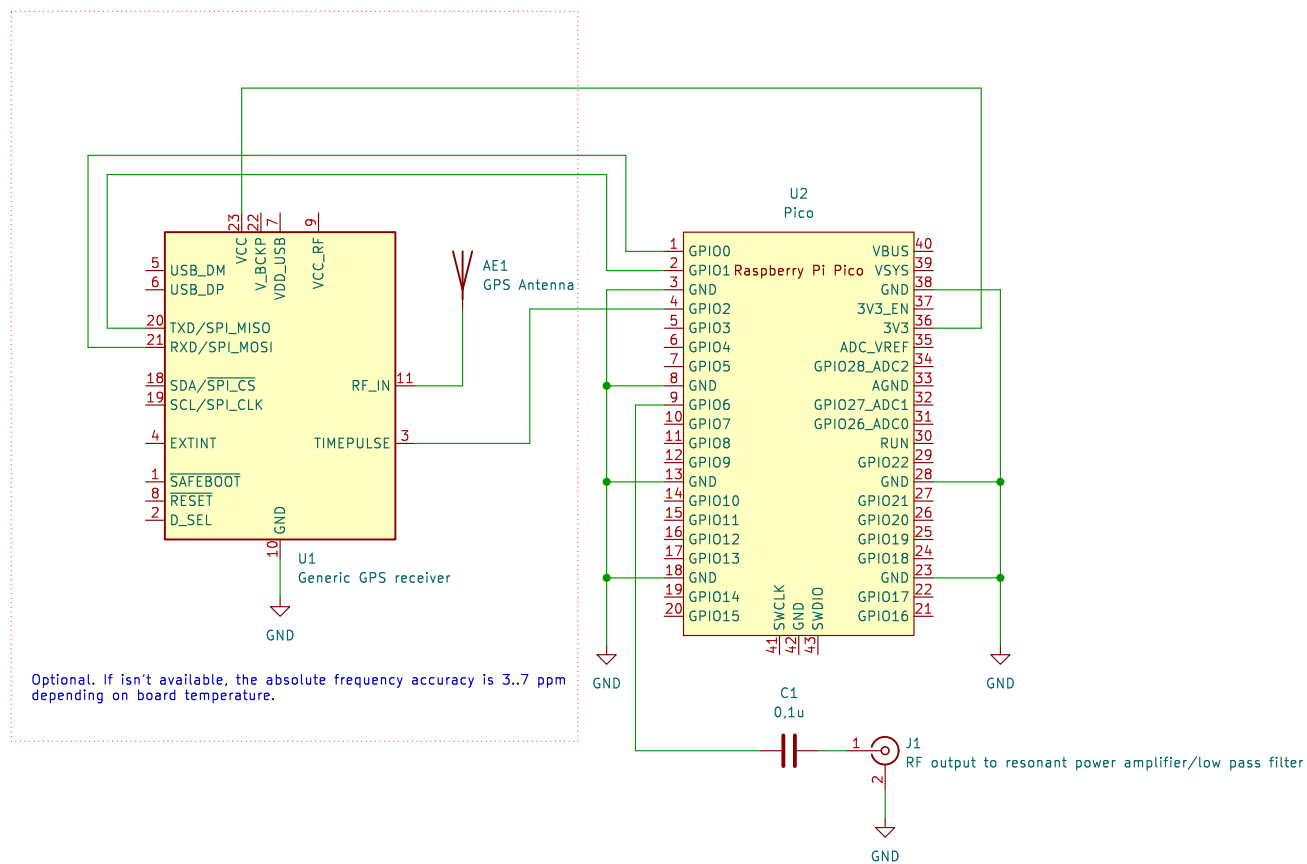 U2
Pico
23
VCC
22
V_BCKP
7
VDD_USB
9
VCC_RF
5
USB_DM
6
USB_DP
20
TXD/SPI_MISO
21
RXD/SPI_MOSI
18
SDA/SPI_CS
19
SCL/SPI_CLK
4
EXTINT
1
SAFEBOOT
8
RESET
2
D_SEL
RF_IN
11
TIMEPULSE
3
GND
10
U1
Generic GPS receiver
GND
AE1
GPS Antenna
Optional. If isn't available, the absolute frequency accuracy is 3..7 ppm
depending on board temperature.
Raspberry Pi Pico
1 GPIO0
2 GPIO1
3 GND
4 GPIO2
5 GPIO3
6 GPIO4
7 GPIO5
8 GND
9 GPIO6
10 GPIO7
11 GPIO8
12 GPIO9
13 GND
14 GPIO10
15 GPIO11
16 GPIO12
17 GPIO13
18 GND
19 GPIO14
20 GPIO15
VBUS 40
VSYS 39
GND 38
3V3_EN 37
3V3 36
ADC_VREF 35
GPIO28_ADC2 34
AGND 33
GPIO27_ADC1 32
GPIO26_ADC0 31
RUN 30
GPIO22 29
GND 28
GPIO21 27
GPIO20 26
GPIO19 25
GPIO18 24
GND 23
GPIO17 22
GPIO16 21
SWCLK
41
GND
42
SWDIO
43
GND
GND
C1
0,1u
1
J1
RF output to resonant power amplifier/low pass filter
2
GND